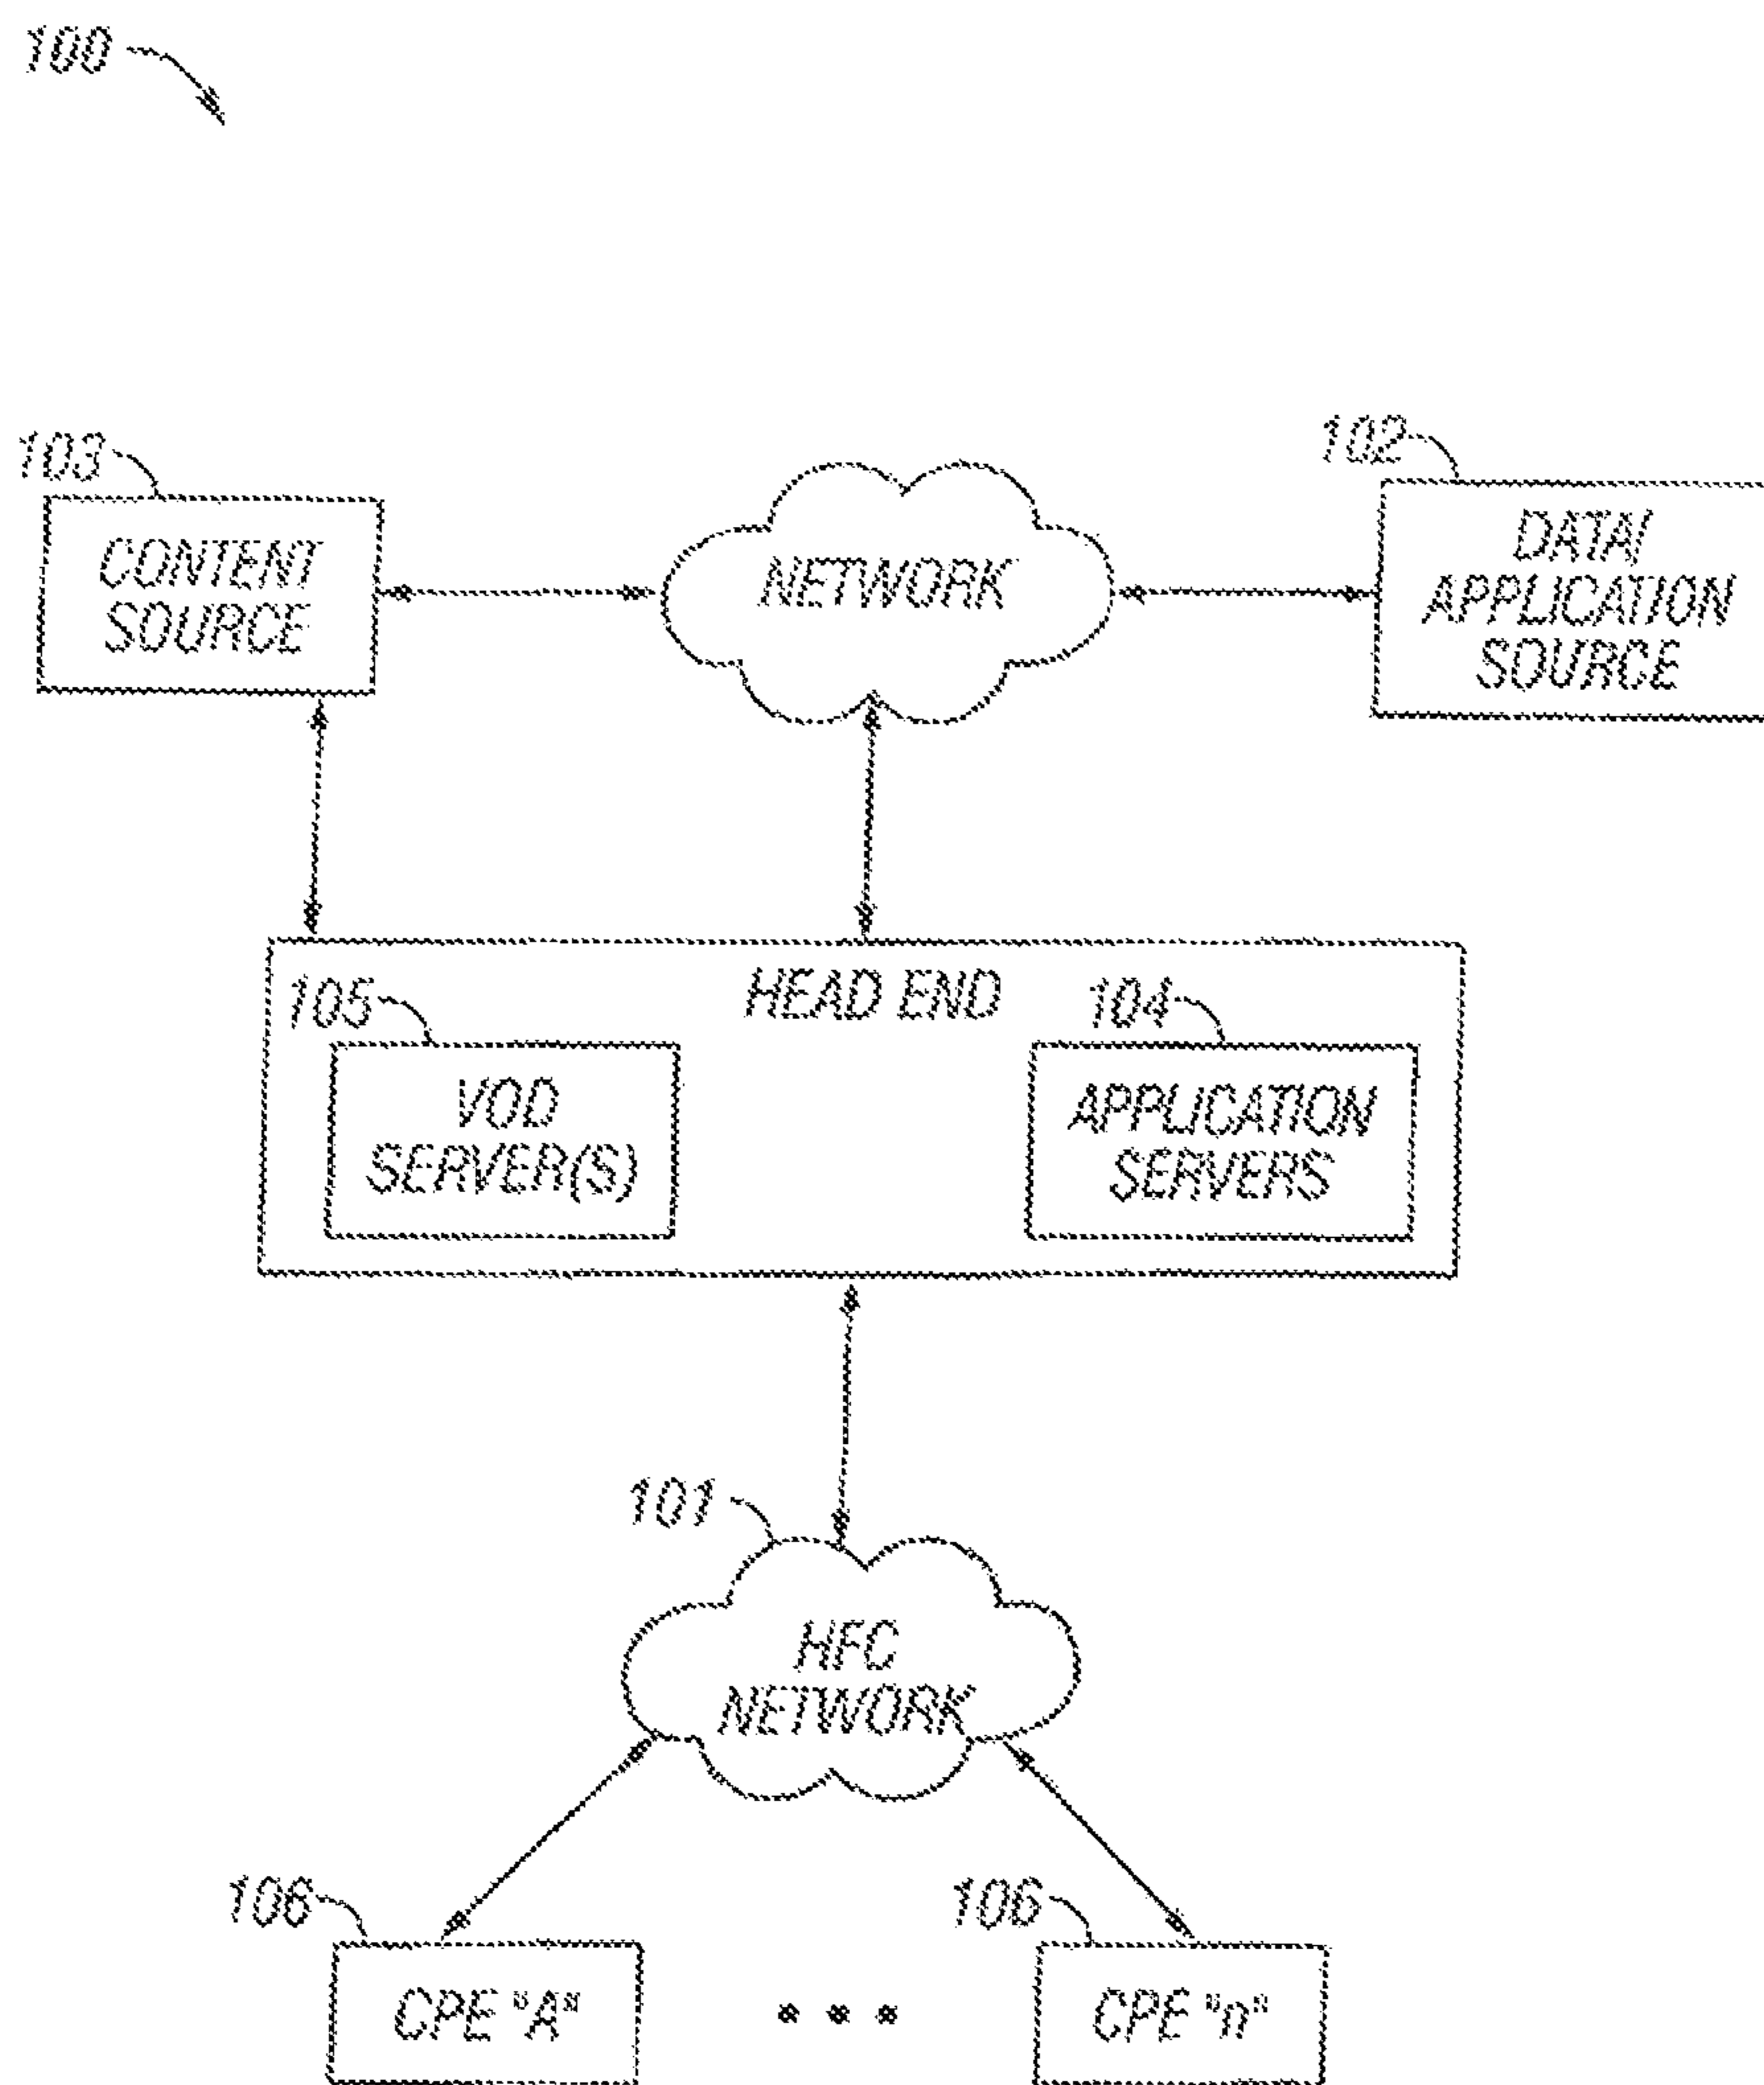 100
103
102
CONTENT
SOURCE
NETWORK
DATA/
APPLICATION
SOURCE
HEAD END
105
104
VOD
SERVER(S)
APPLICATION
SERVERS
101
HFC
NETWORK
106
106
CPE "A"
CPE "n"